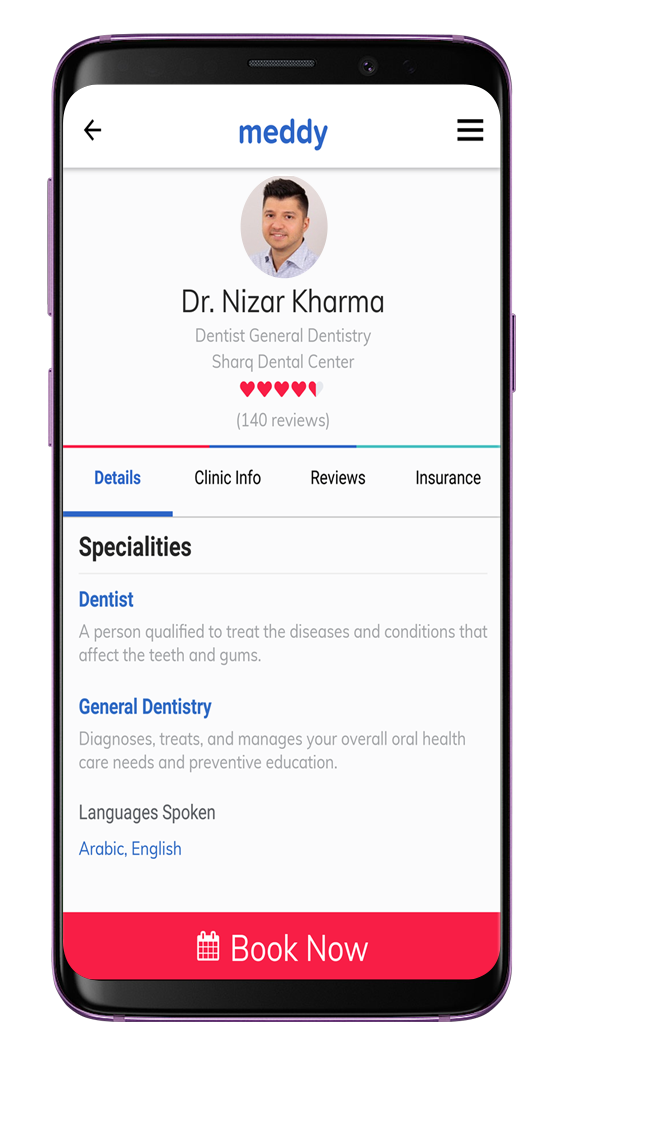 meddy
Dr. Nizar Kharma
Dentist General Dentistry
Sharq Dental Center
(140 reviews)
Details Clinic Info Reviews Insurance
Specialities
Dentist
A person qualified to treat the diseases and conditions that
affect the teeth and gums.
General Dentistry
Diagnoses, treats, and manages your overall oral health
care needs and preventive education.
Languages Spoken
Arabic, English
Book Now